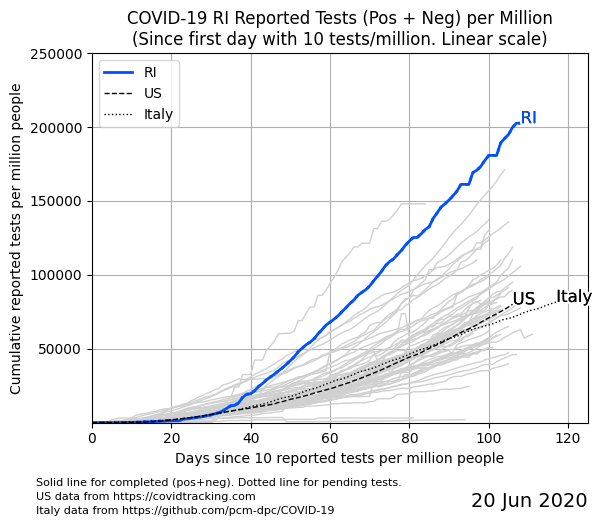 COVID-19 RI Reported Tests (Pos + Neg) per Million
(Since first day with 10 tests/million. Linear scale)
Cumulative reported tests per million people
250000
200000
150000
100000
50000
RI
US
Italy
RI
US
Italy
0
20
40
60
80
100
120
Days since 10 reported tests per million people
Solid line for completed (pos+neg). Dotted line for pending tests.
US data from https://covidtracking.com
Italy data from https://github.com/pcm-dpc/COVID-19
20 Jun 2020